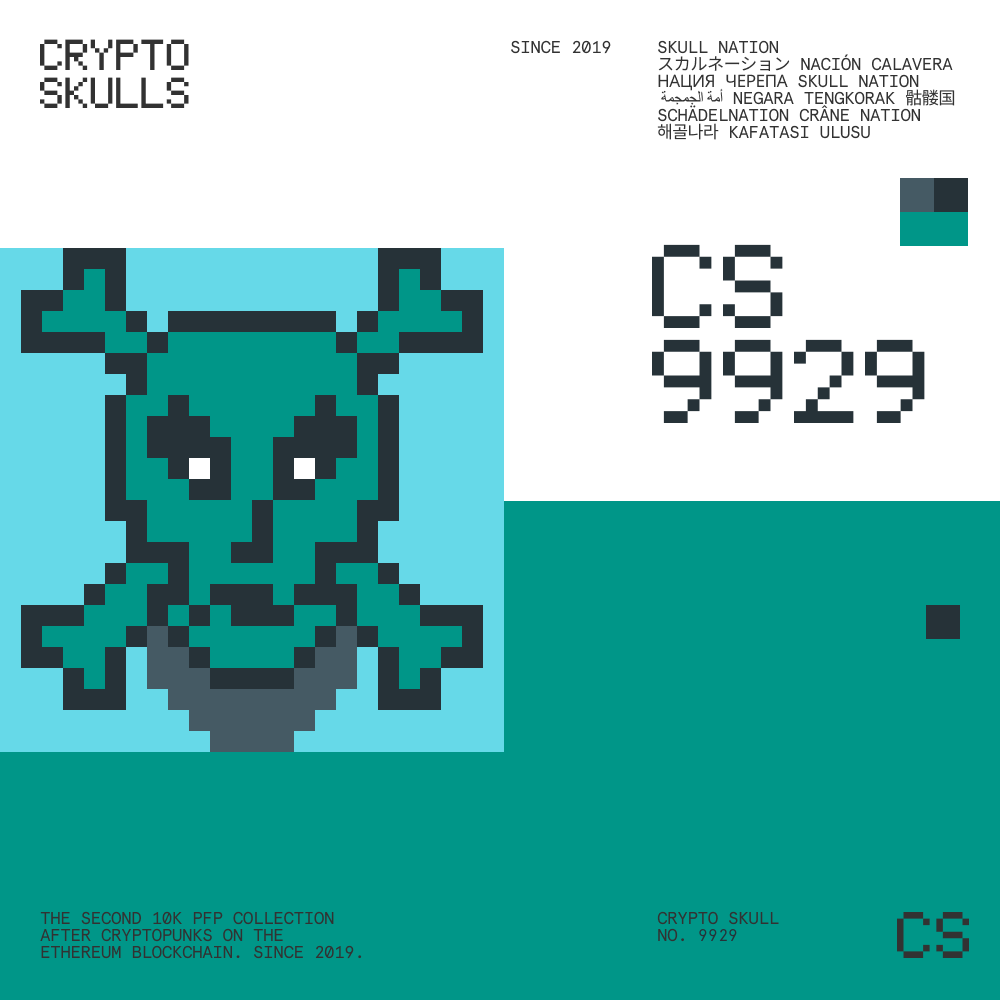 CRYPTO
SKULLS
SINCE 2019
SKULL NATION
スカルネーション NACIÓN CALAVERA
НАЦИЯ ЧЕРЕПА SKULL NATION
أمة الجمجمة NEGARA TENGKORAK 骷髅国
SCHÄDELNATION CRÂNE NATION
해골나라 KAFATASI ULUSU
CS
9929
THE SECOND 10K PFP COLLECTION
AFTER CRYPTOPUNKS ON THE
ETHEREUM BLOCKCHAIN. SINCE 2019.
CRYPTO SKULL
NO. 9929
CS